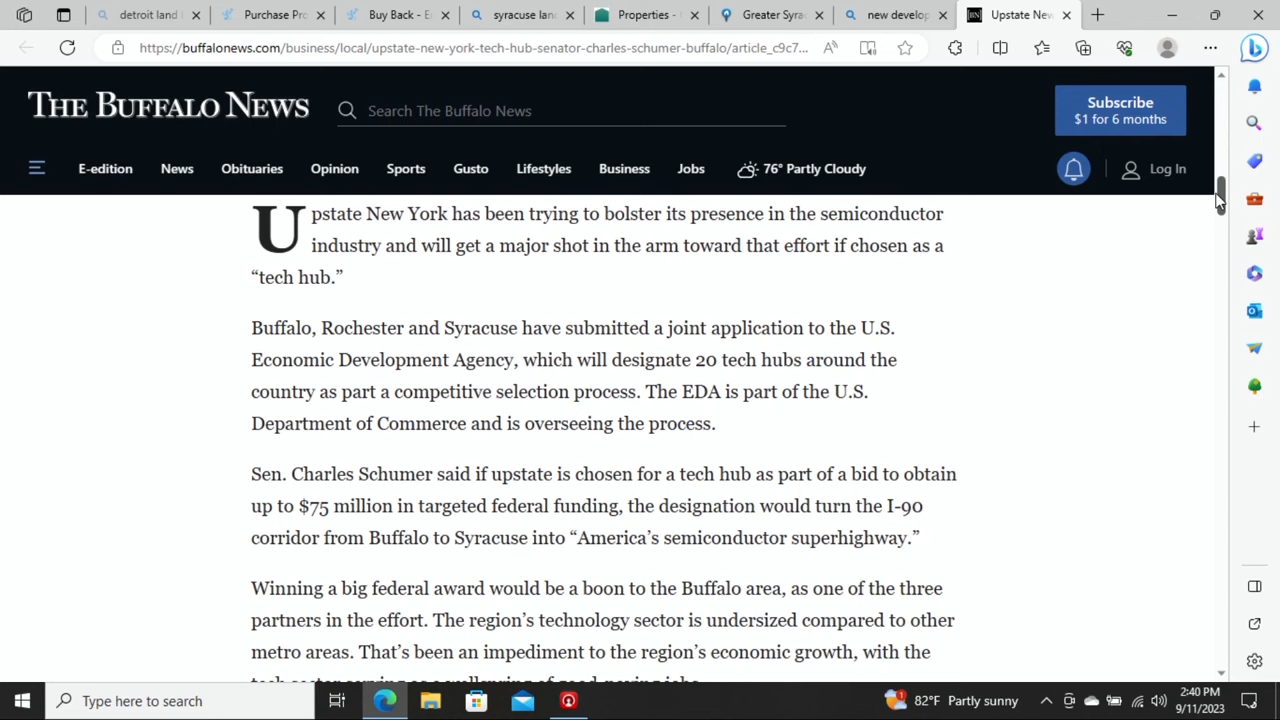 detroit land
Purchase Pro
Buy Back - E
syracuse lan
Properties -
Greater Syra
new develop
Upstate New
https://buffalonews.com/business/local/upstate-new-york-tech-hub-senator-charles-schumer-buffalo/article_c9c7...
THE BUFFALO NEWS
Search The Buffalo News
Subscribe
$1 for 6 months
E-edition News Obituaries Opinion Sports Gusto Lifestyles Business Jobs 76° Partly Cloudy Log In
Upstate New York has been trying to bolster its presence in the semiconductor
industry and will get a major shot in the arm toward that effort if chosen as a
“tech hub.”
Buffalo, Rochester and Syracuse have submitted a joint application to the U.S.
Economic Development Agency, which will designate 20 tech hubs around the
country as part a competitive selection process. The EDA is part of the U.S.
Department of Commerce and is overseeing the process.
Sen. Charles Schumer said if upstate is chosen for a tech hub as part of a bid to obtain
up to $75 million in targeted federal funding, the designation would turn the I-90
corridor from Buffalo to Syracuse into “America’s semiconductor superhighway.”
Winning a big federal award would be a boon to the Buffalo area, as one of the three
partners in the effort. The region’s technology sector is undersized compared to other
metro areas. That’s been an impediment to the region’s economic growth, with the
Type here to search
82°F Partly sunny
2:40 PM
9/11/2023